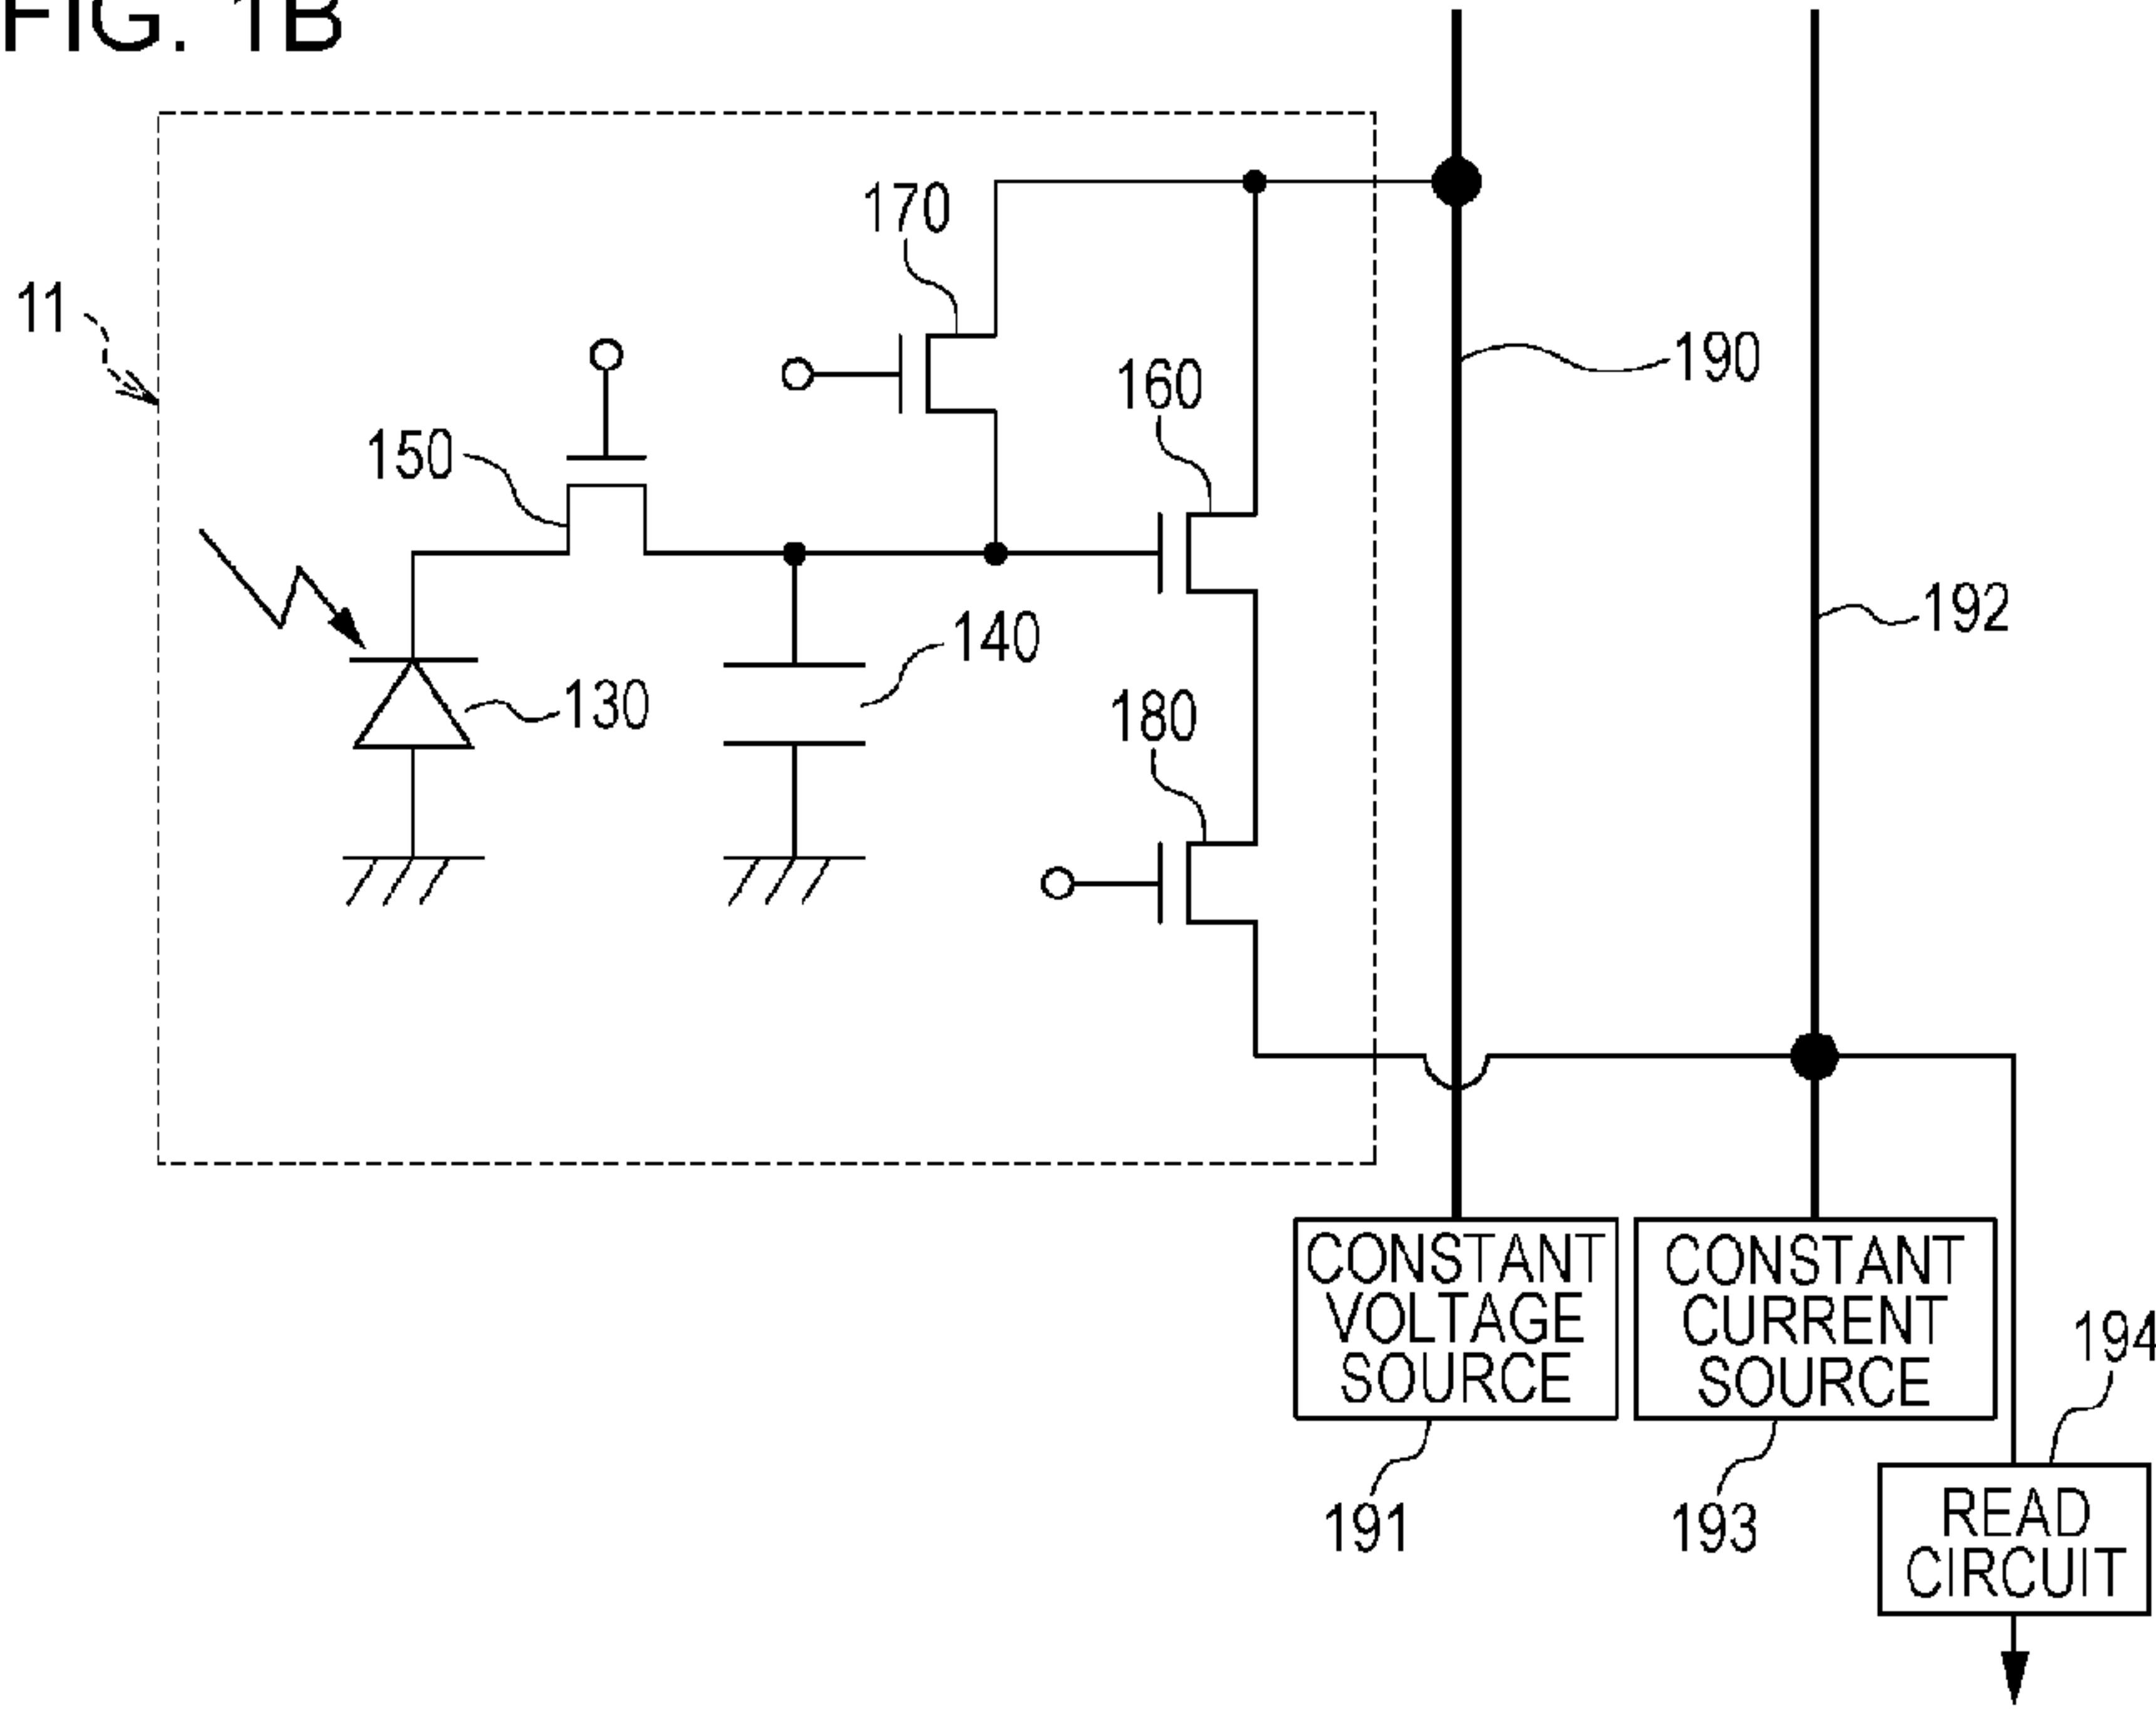 FIG. 1B
170
11
190
160
150
192
140
130
180
CONSTANT
VOLTAGE
SOURCE
CONSTANT
CURRENT
SOURCE
194
191
193
READ
CIRCUIT